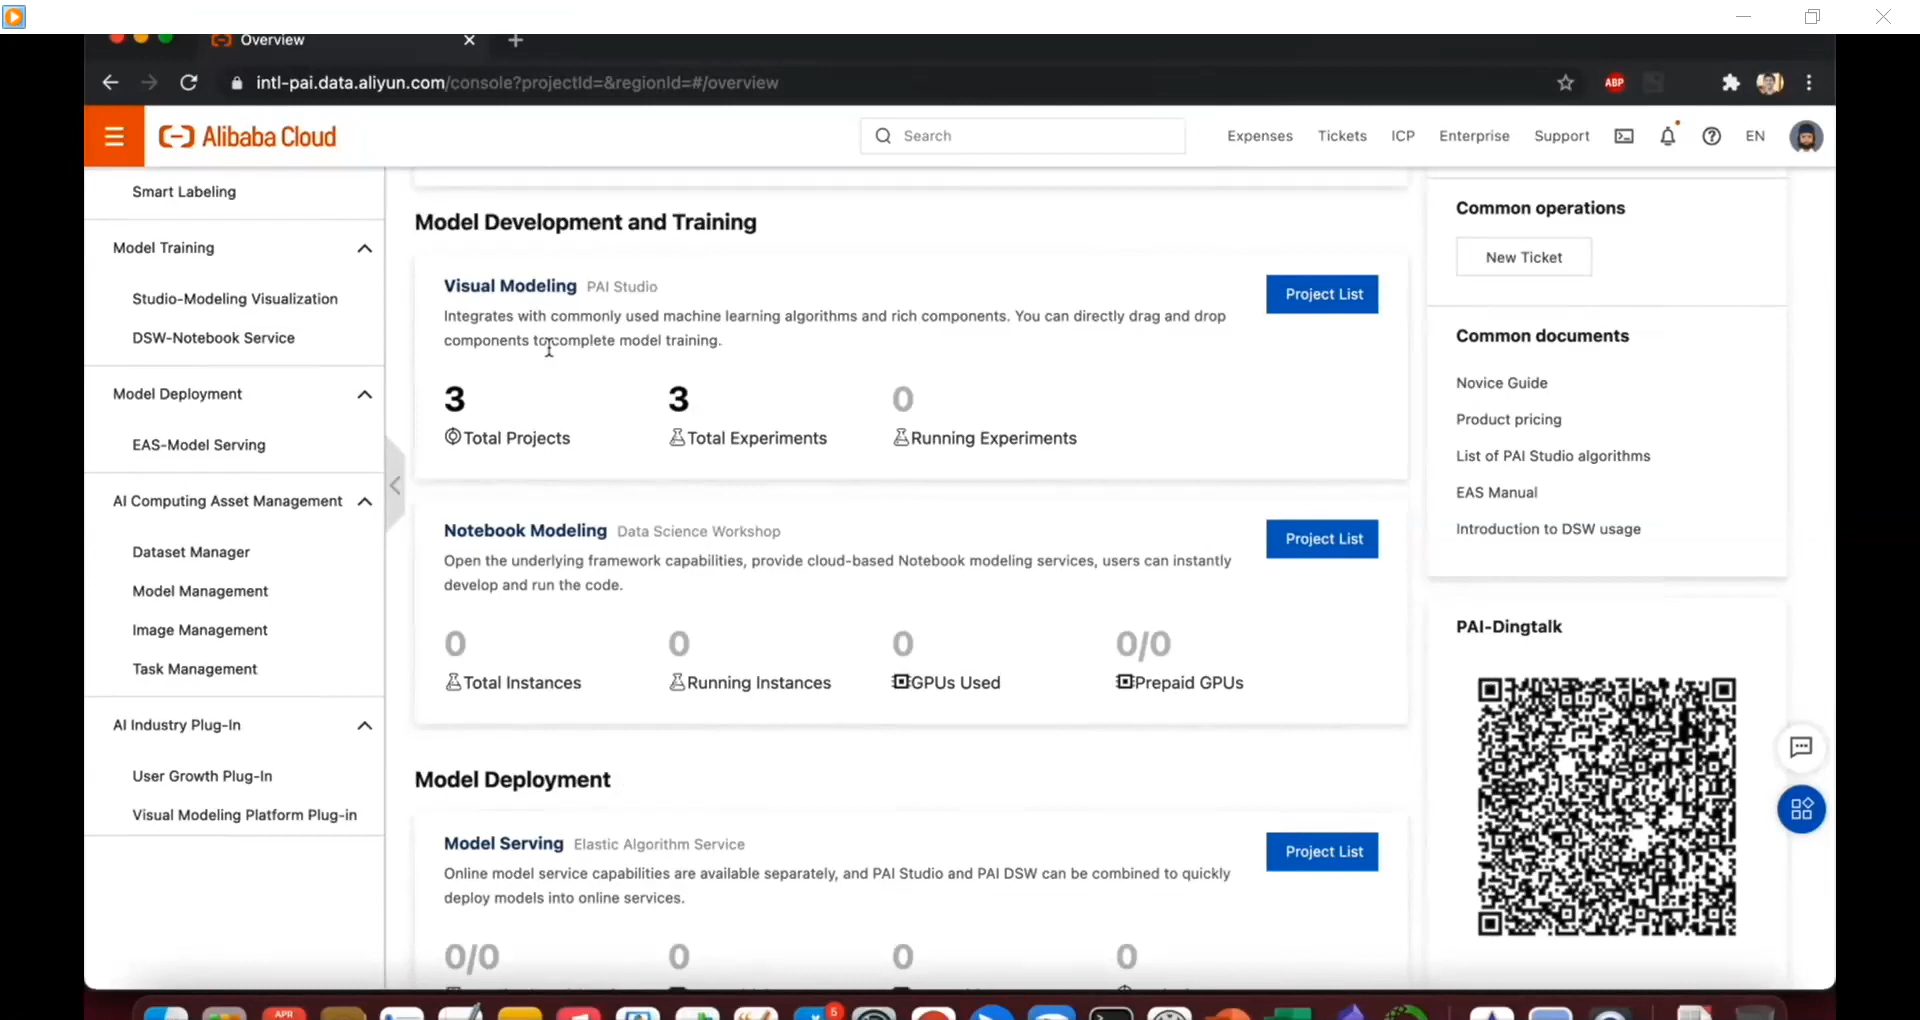 Overview
intl-pai.data.aliyun.com/console?projectId=&regionId=#/overview
ABP
Alibaba Cloud
Search
Expenses
Tickets
ICP
Enterprise
Support
EN
Smart Labeling
Model Training
Studio-Modeling Visualization
DSW-Notebook Service
Model Deployment
EAS-Model Serving
AI Computing Asset Management
Dataset Manager
Model Management
Image Management
Task Management
AI Industry Plug-In
User Growth Plug-In
Visual Modeling Platform Plug-in
Model Development and Training
Visual Modeling PAI Studio
Project List
Integrates with commonly used machine learning algorithms and rich components. You can directly drag and drop
components to complete model training.
3
3
0
Total Projects
Total Experiments
Running Experiments
Notebook Modeling Data Science Workshop
Project List
Open the underlying framework capabilities, provide cloud-based Notebook modeling services, users can instantly
develop and run the code.
0
0
0
0/0
Total Instances
Running Instances
GPUs Used
Prepaid GPUs
Model Deployment
Model Serving Elastic Algorithm Service
Project List
Online model service capabilities are available separately, and PAI Studio and PAI DSW can be combined to quickly
deploy models into online services.
0/0
0
0
0
Common operations
New Ticket
Common documents
Novice Guide
Product pricing
List of PAI Studio algorithms
EAS Manual
Introduction to DSW usage
PAI-Dingtalk
APR
5